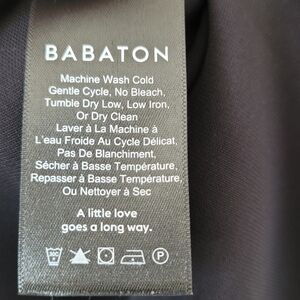 BABATON
Machine Wash Cold
Gentle Cycle, No Bleach,
Tumble Dry Low, Low Iron,
Or Dry Clean
Laver À La Machine à
L'eau Froide Au Cycle Délicat,
Pas De Blanchiment,
Sécher à Basse Température,
Repasser à Basse Température,
Ou Nettoyer à Sec
A little love
goes a long way.